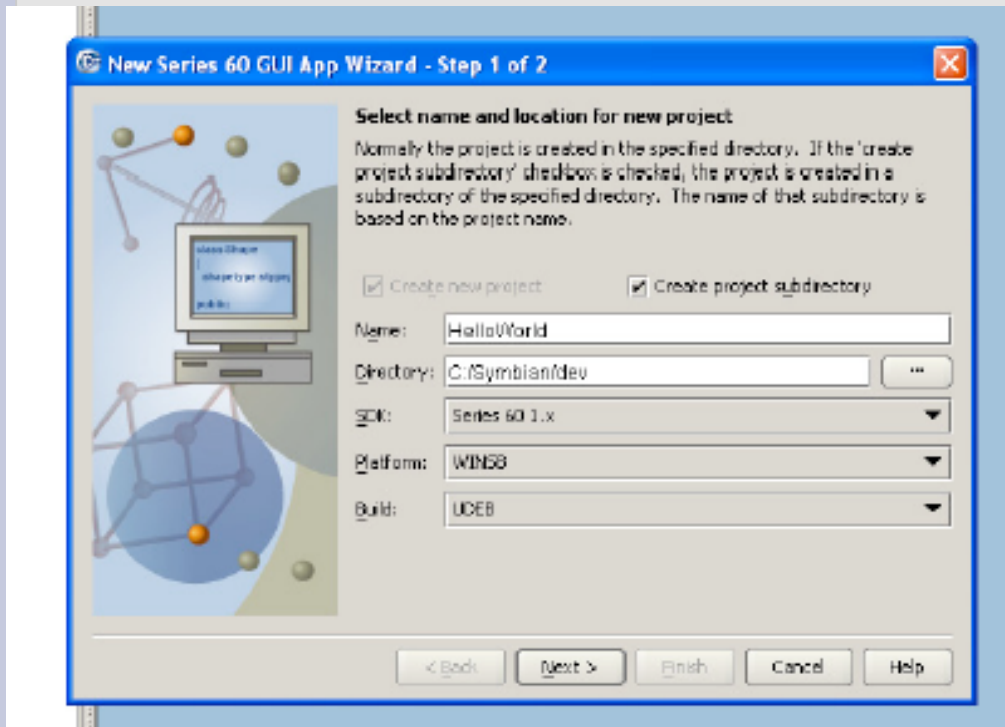 New Series 60 GUI App Wizard - Step 1 of 2
Select name and location for new project
Normally the project is created in the specified directory. If the 'create
project subdirectory' checkbox is checked, the project is created in a
subdirectory of the specified directory. The name of that subdirectory is
based on the project name.
class Shape
{
public:
Create new project
Create project subdirectory
Name: HelloWorld
Directory: C:/Symbian/dev ...
SDK: Series 60 1.x
Platform: WINSB
Build: UDEB
< Back Next > Finish Cancel Help